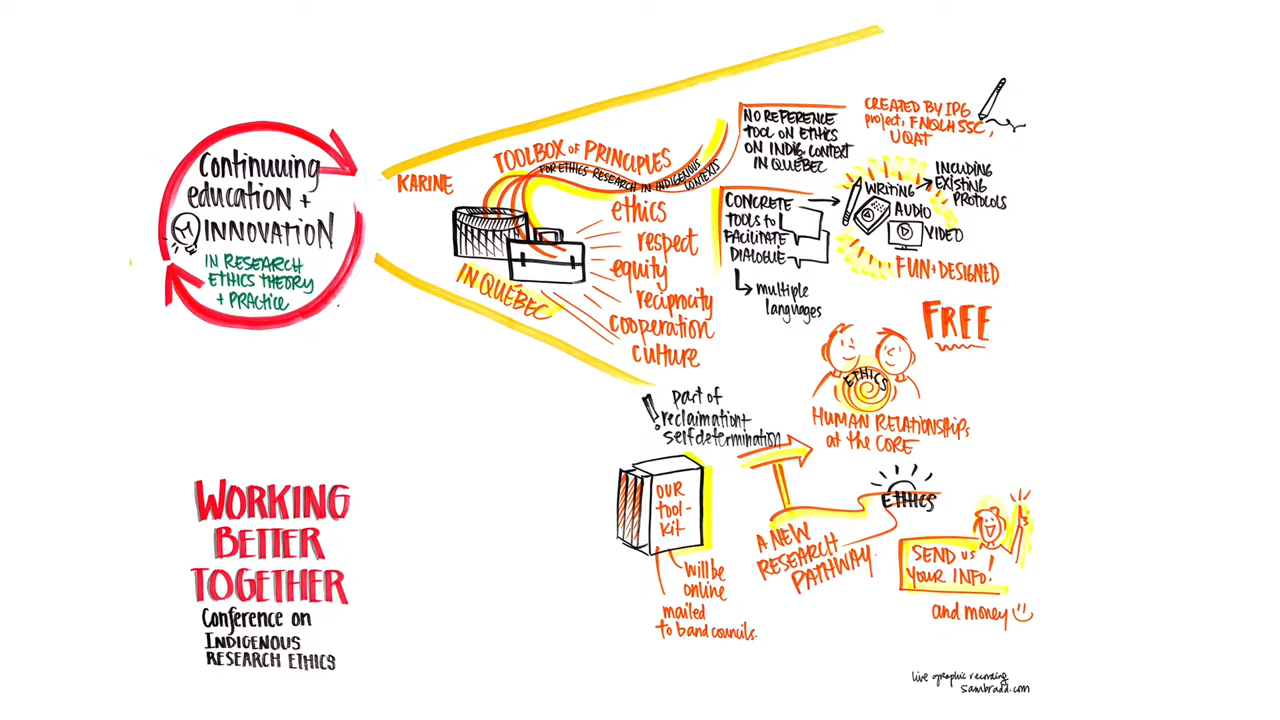 Continuing
education +
INNOVATION
IN RESEARCH
ETHICS THEORY
+ PRACTICE
WORKING
BETTER
TOGETHER
Conference on
INDIGENOUS
RESEARCH ETHICS
KARINE
TOOLBOX OF PRINCIPLES
FOR ETHICS RESEARCH IN INDIGENOUS
CONTEXTS
IN QUÉBEC
ethics
respect
equity
reciprocity
cooperation
culture
NO REFERENCE
TOOL ON ETHICS
ON INDIG. CONTEXT
IN QUÉBEC
CREATED BY IPG
project, FNQLHSSC,
UQAT
CONCRETE
TOOLS to
FACILITATE
DIALOGUE
multiple
languages
WRITING
AUDIO
VIDEO
INCLUDING
EXISTING
PROTOCOLS
FUN + DESIGNED
FREE
ETHICS
HUMAN RELATIONSHIPS
at the CORE
part of
reclamation +
self determination
OUR
tool-
kit
will be
online
mailed
to band councils.
A NEW
RESEARCH
PATHWAY.
ETHICS
SEND US
YOUR INFO!
and money
live graphic recording
sambradd.com